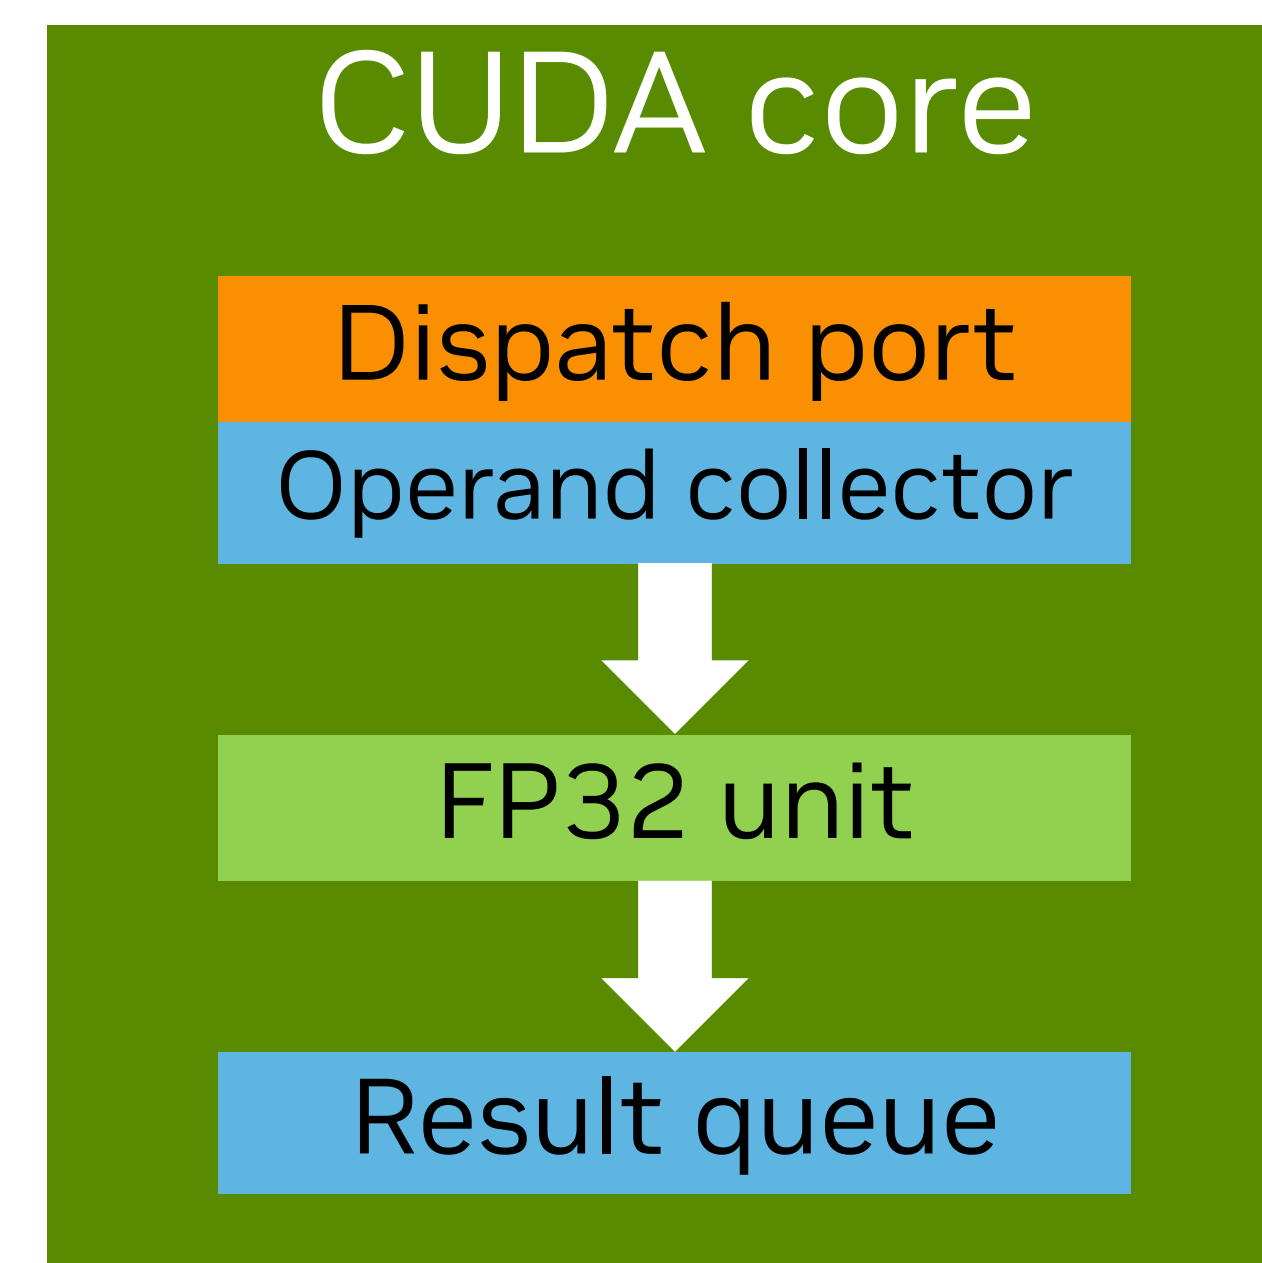 CUDA core
Dispatch port
Operand collector
FP32 unit
Result queue